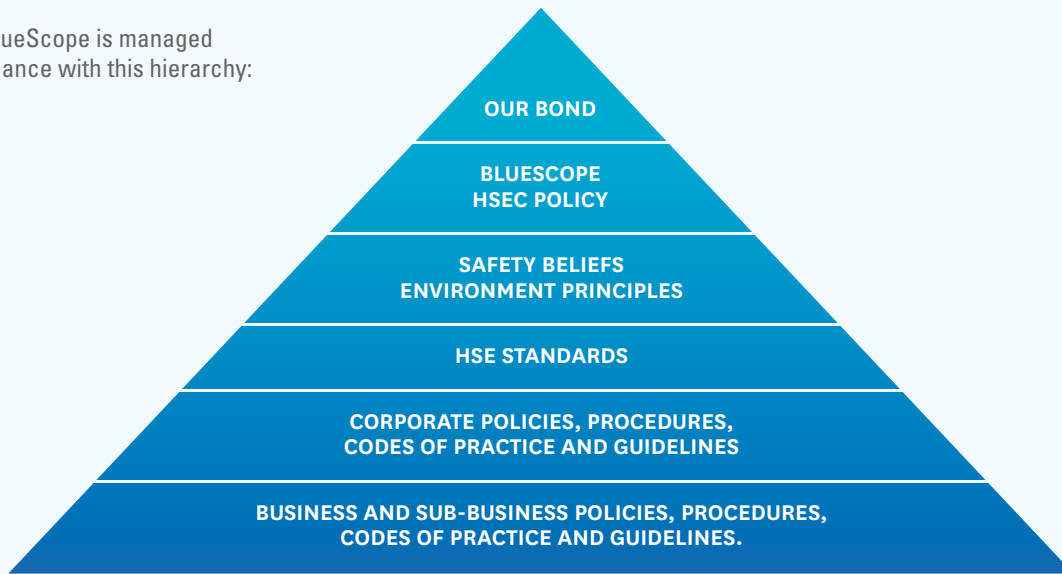 ueScope is managed
ance with this hierarchy:
OUR BOND
BLUESCOPE
HSEC POLICY
SAFETY BELIEFS
ENVIRONMENT PRINCIPLES
HSE STANDARDS
CORPORATE POLICIES, PROCEDURES,
CODES OF PRACTICE AND GUIDELINES
BUSINESS AND SUB-BUSINESS POLICIES, PROCEDURES,
CODES OF PRACTICE AND GUIDELINES.